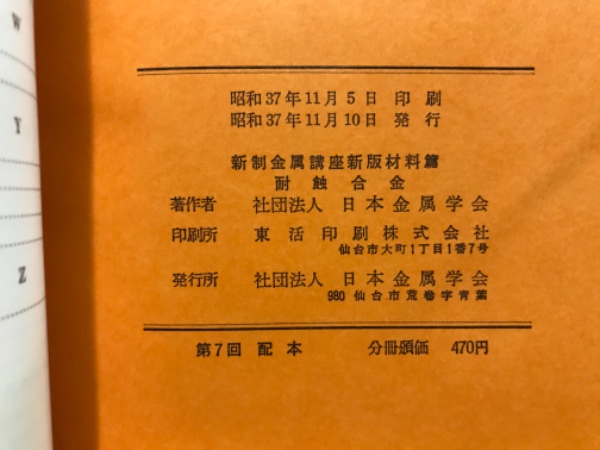 W
Y
Z
昭和37年11月5日 印刷
昭和37年11月10日 発行
新制金属講座新版材料篇
耐蝕合金
著作者 社団法人 日本金属学会
印刷所 東活印刷株式会社
仙台市大町1丁目1番7号
発行所 社団法人 日本金属学会
980 仙台市荒巻字青葉
第7回 配本 分冊頒価 470円